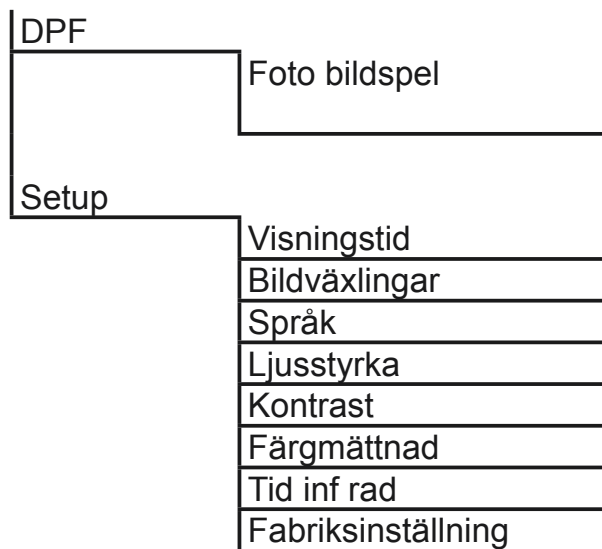 DPF
Foto bildspel
Setup
Visningstid
Bildväxlingar
Språk
Ljusstyrka
Kontrast
Färgmättnad
Tid inf rad
Fabriksinställning